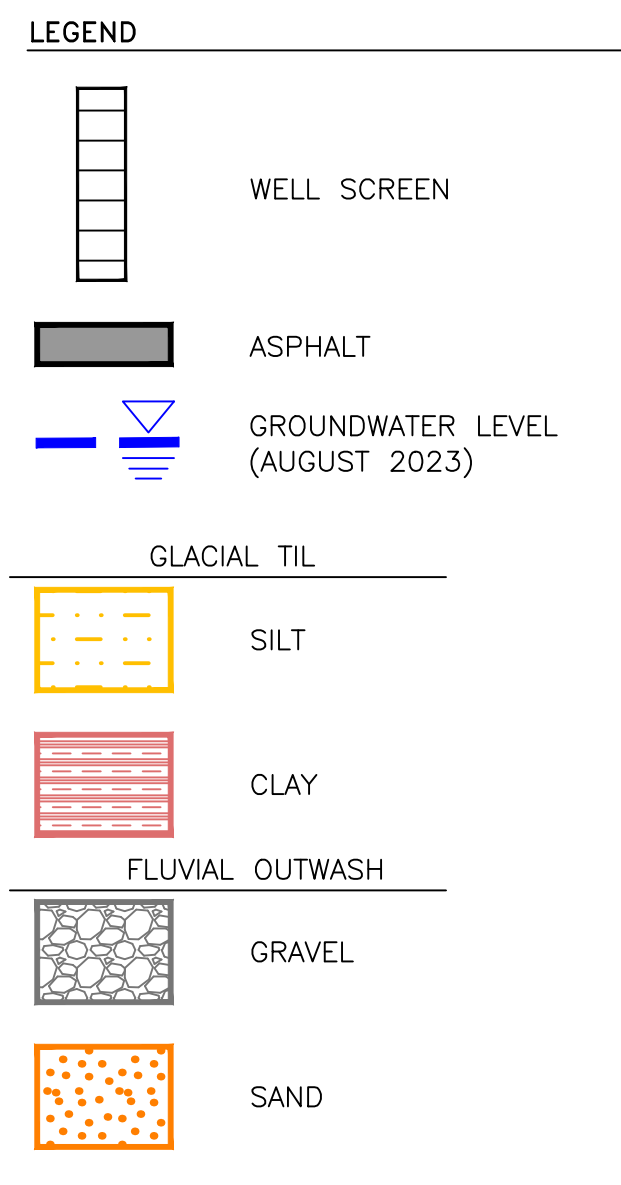 LEGEND
WELL SCREEN
ASPHALT
GROUNDWATER LEVEL
(AUGUST 2023)
GLACIAL TIL
SILT
CLAY
FLUVIAL OUTWASH
GRAVEL
SAND